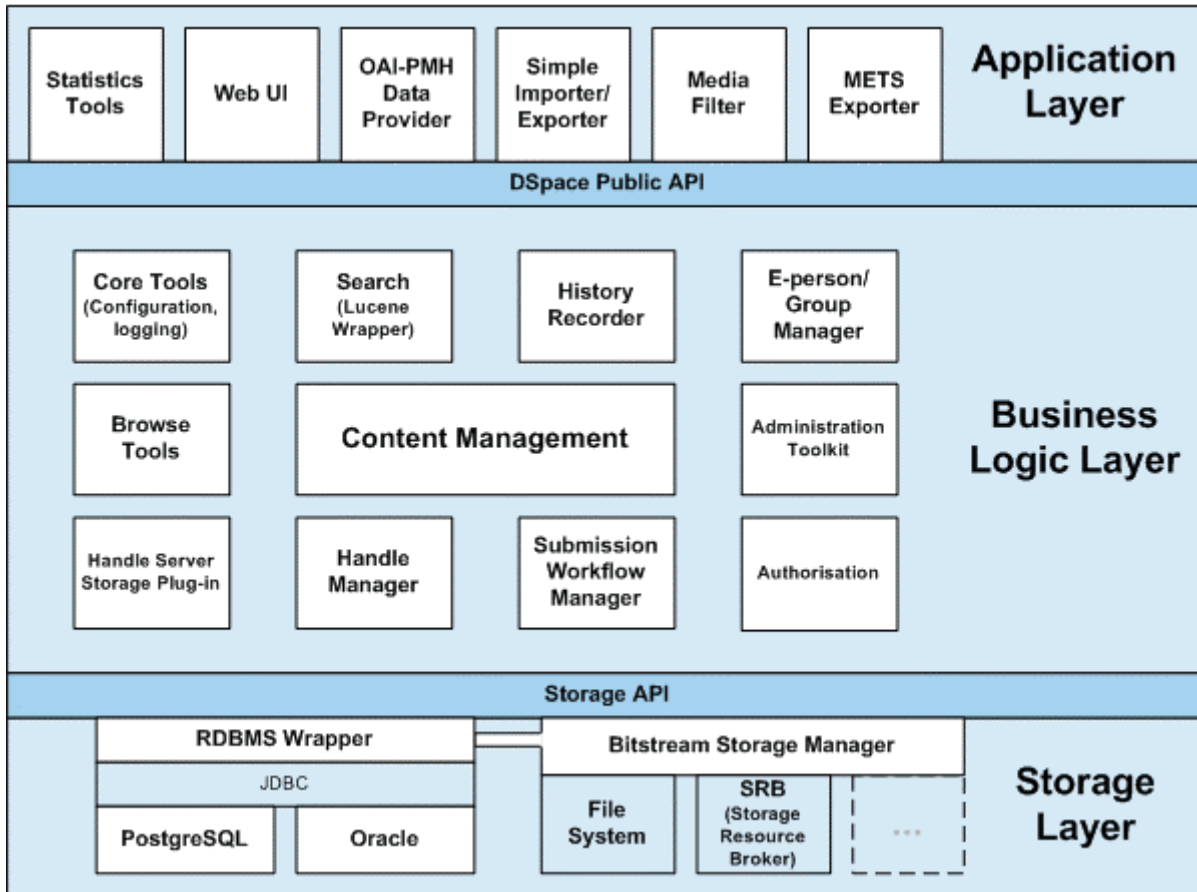 Statistics
Tools
Web UI
OAI-PMH
Data
Provider
Simple
Importer/
Exporter
Media
Filter
METS
Exporter
Application
Layer
DSpace Public API
Core Tools
(Configuration,
logging)
Search
(Lucene
Wrapper)
History
Recorder
E-person/
Group
Manager
Browse
Tools
Content Management
Administration
Toolkit
Business
Logic Layer
Handle Server
Storage Plug-in
Handle
Manager
Submission
Workflow
Manager
Authorisation
Storage API
RDBMS Wrapper
JDBC
PostgreSQL
Oracle
Bitstream Storage Manager
File
System
SRB
(Storage
Resource
Broker)
...
Storage
Layer